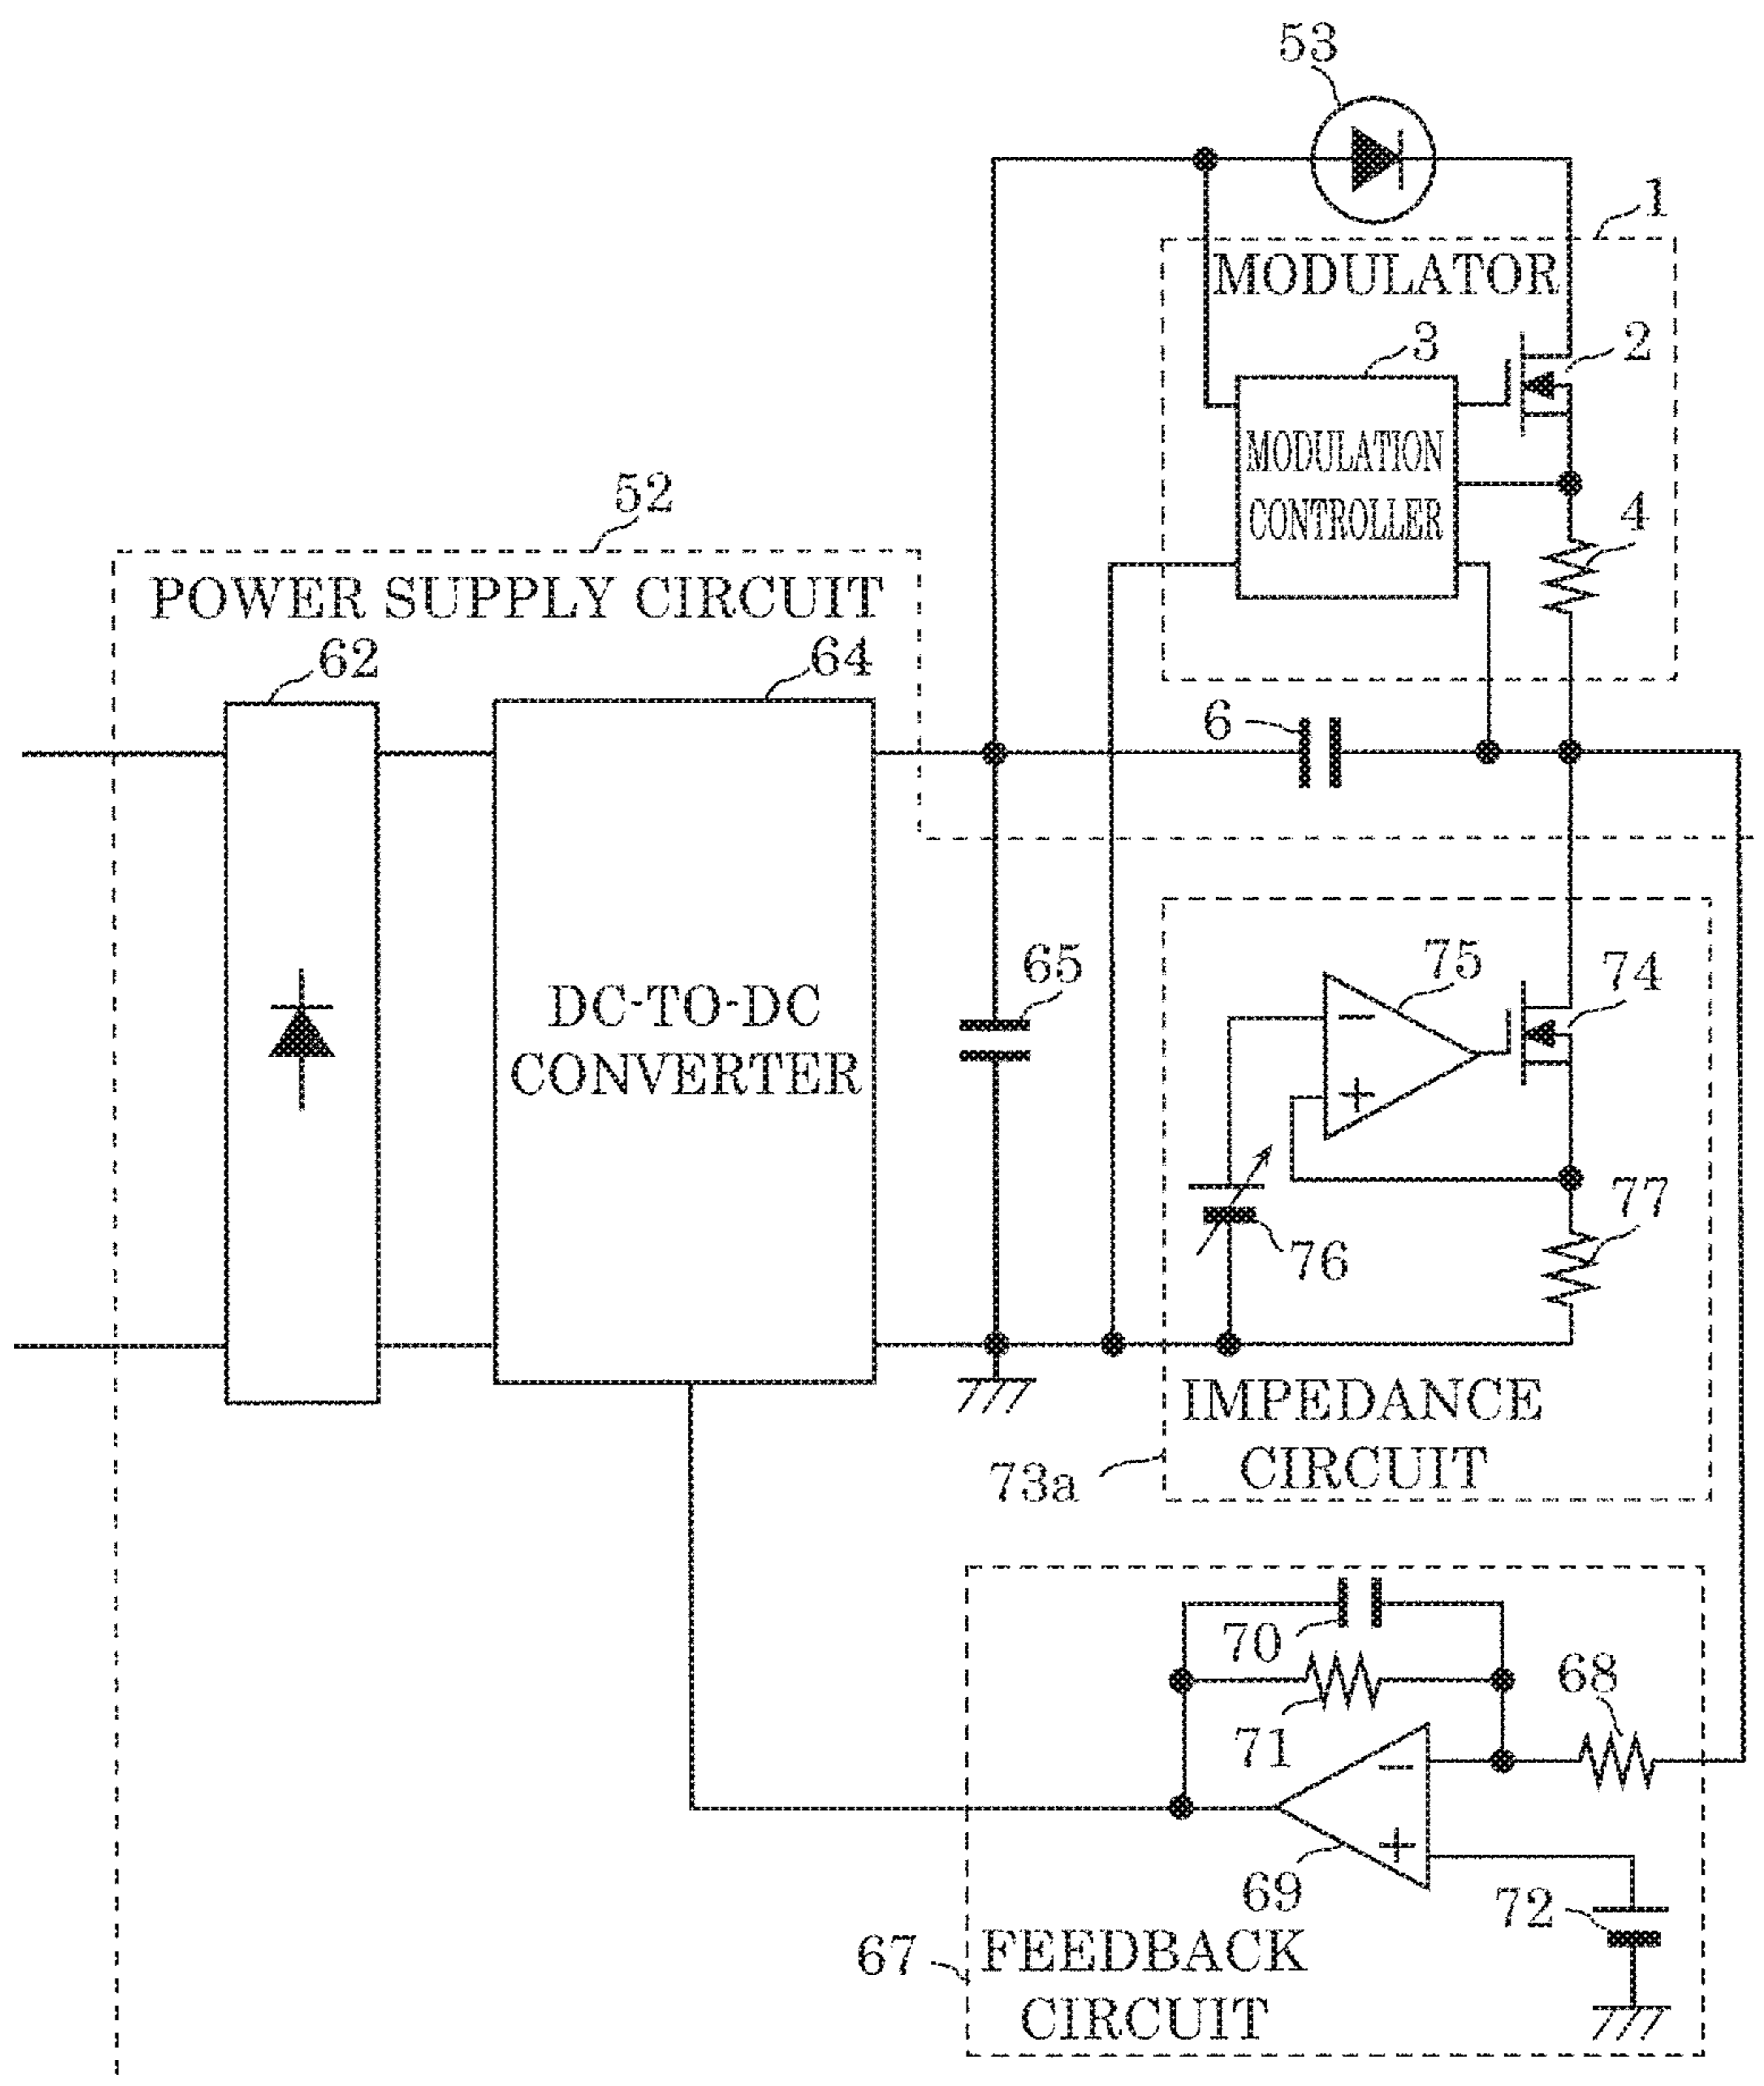 53
1
MODULATOR
3
2
MODULATION
CONTROLLER
4
52
POWER SUPPLY CIRCUIT
62
64
6
DC-TO-DC
CONVERTER
65
75
74
−
+
76
77
IMPEDANCE
CIRCUIT
73a
70
68
71
−
+
69
72
67
FEEDBACK
CIRCUIT